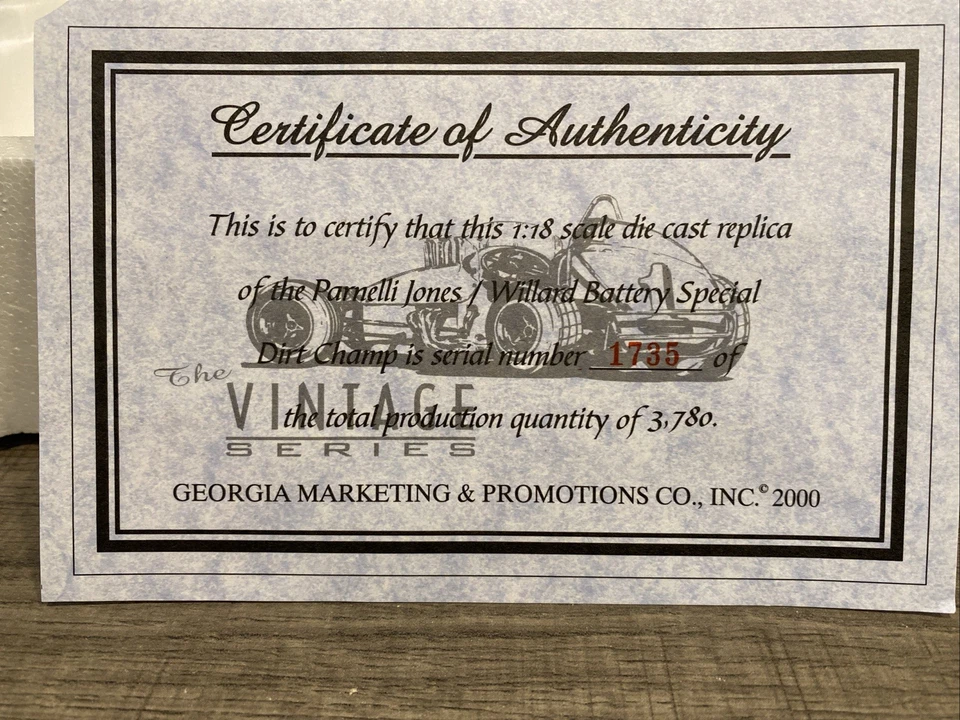 Certificate of Authenticity
This is to certify that this 1:18 scale die cast replica
of the Parnelli Jones / Willard Battery Special
Dirt Champ is serial number 1735 of
the total production quantity of 3,780.
The
VINTAGE
SERIES
GEORGIA MARKETING & PROMOTIONS CO., INC.© 2000
1